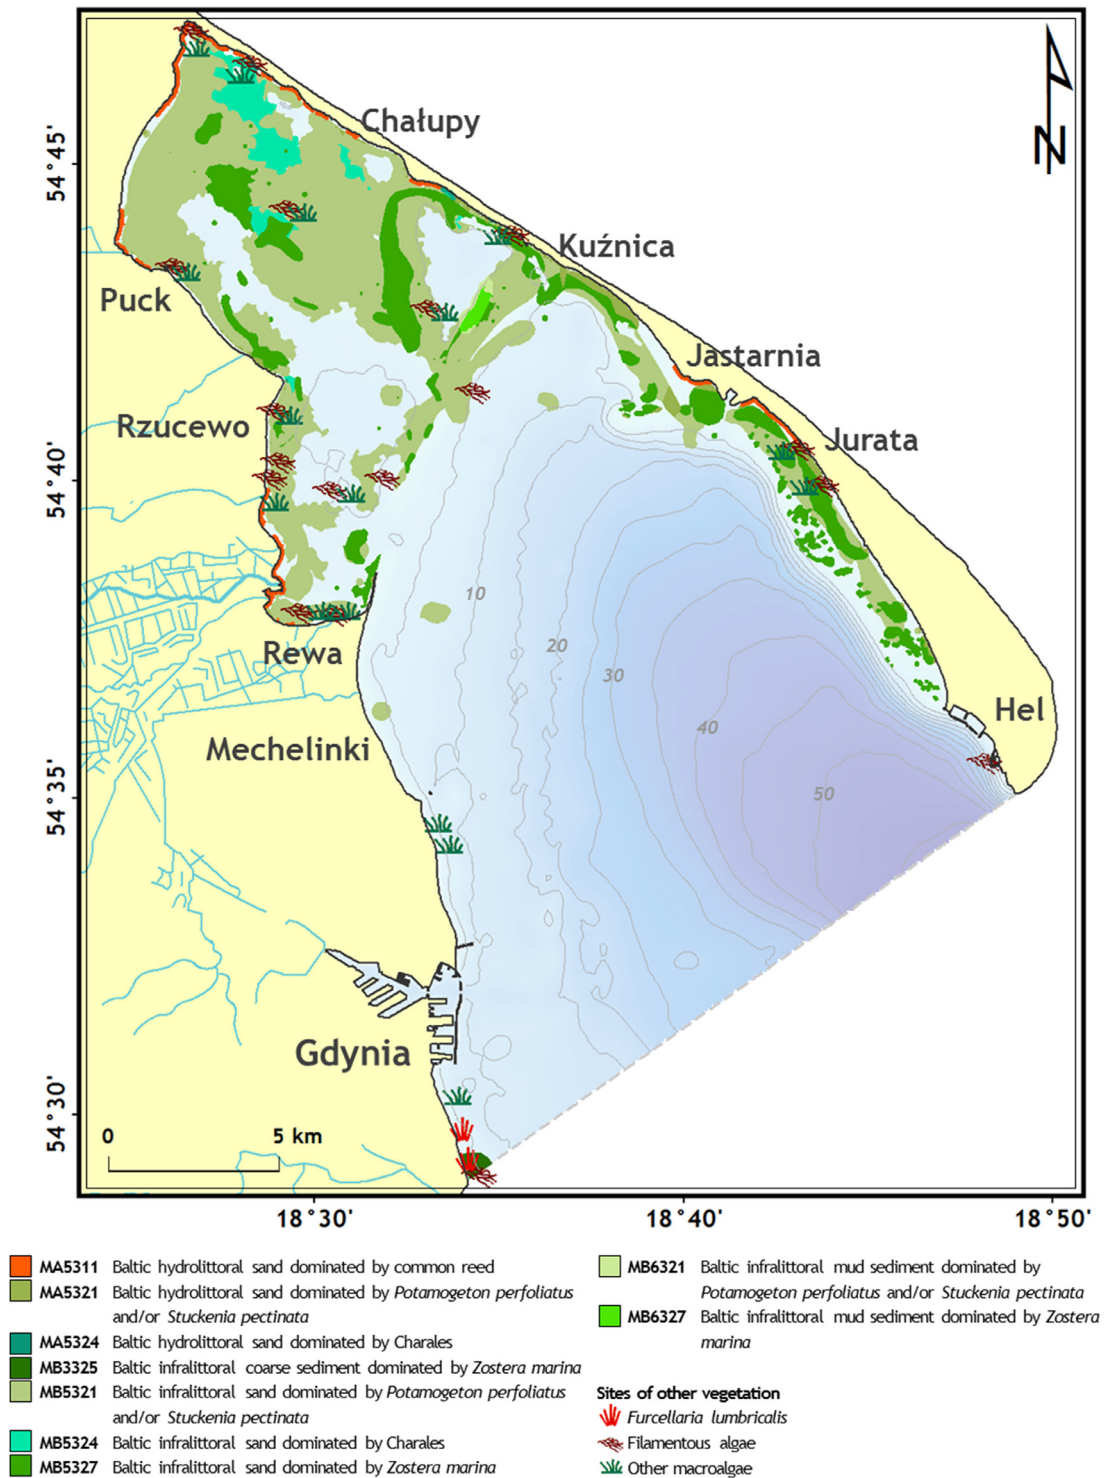 Chałupy
54°45'
Kuźnica
Puck
Jastarnia
Rzucewo
Jurata
54°40'
10
20
Rewa
30
Hel
40
Mechelinki
50
54°35'
Gdynia
54°30'
0 5 km
18°30' 18°40' 18°50'
N
MA5311 Baltic hydrolittoral sand dominated by common reed
MA5321 Baltic hydrolittoral sand dominated by Potamogeton perfoliatus
and/or Stuckenia pectinata
MA5324 Baltic hydrolittoral sand dominated by Charales
MB3325 Baltic infralittoral coarse sediment dominated by Zostera marina
MB5321 Baltic infralittoral sand dominated by Potamogeton perfoliatus
and/or Stuckenia pectinata
MB5324 Baltic infralittoral sand dominated by Charales
MB5327 Baltic infralittoral sand dominated by Zostera marina
MB6321 Baltic infralittoral mud sediment dominated by
Potamogeton perfoliatus and/or Stuckenia pectinata
MB6327 Baltic infralittoral mud sediment dominated by Zostera
marina
Sites of other vegetation
Furcellaria lumbricalis
Filamentous algae
Other macroalgae